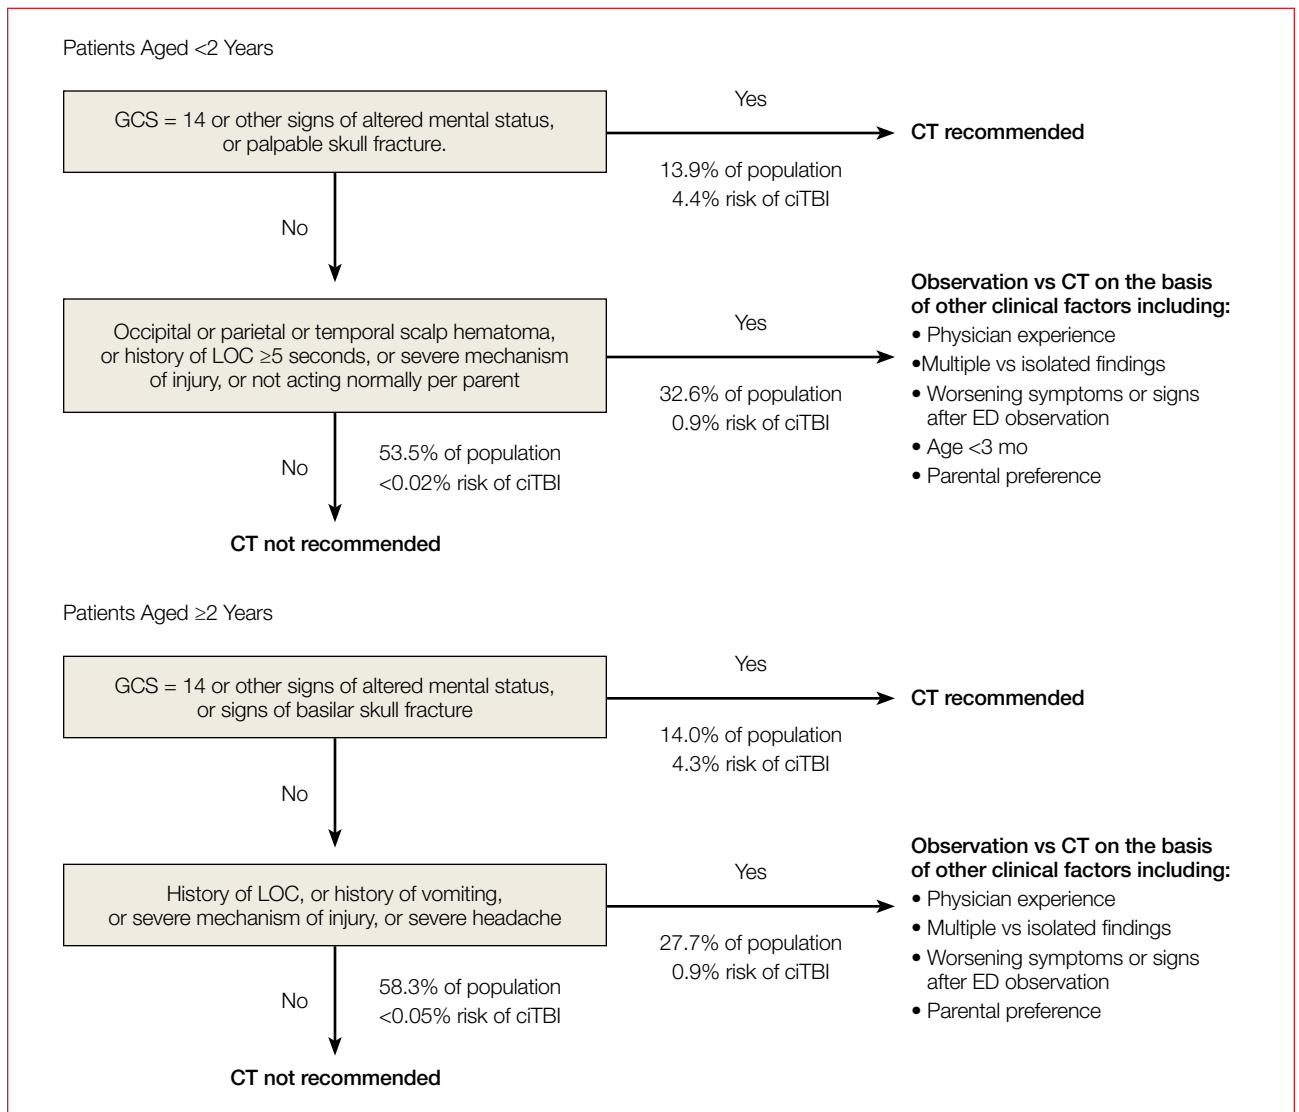 Patients Aged <2 Years
GCS = 14 or other signs of altered mental status,
or palpable skull fracture.
Yes
CT recommended
13.9% of population
4.4% risk of ciTBI
No
Occipital or parietal or temporal scalp hematoma,
or history of LOC ≥5 seconds, or severe mechanism
of injury, or not acting normally per parent
Yes
32.6% of population
0.9% risk of ciTBI
Observation vs CT on the basis
of other clinical factors including:
• Physician experience
•Multiple vs isolated findings
• Worsening symptoms or signs
after ED observation
• Age <3 mo
• Parental preference
No
53.5% of population
<0.02% risk of ciTBI
CT not recommended
Patients Aged ≥2 Years
GCS = 14 or other signs of altered mental status,
or signs of basilar skull fracture
Yes
CT recommended
14.0% of population
4.3% risk of ciTBI
No
History of LOC, or history of vomiting,
or severe mechanism of injury, or severe headache
Yes
27.7% of population
0.9% risk of ciTBI
Observation vs CT on the basis
of other clinical factors including:
• Physician experience
• Multiple vs isolated findings
• Worsening symptoms or signs
after ED observation
• Parental preference
No
58.3% of population
<0.05% risk of ciTBI
CT not recommended